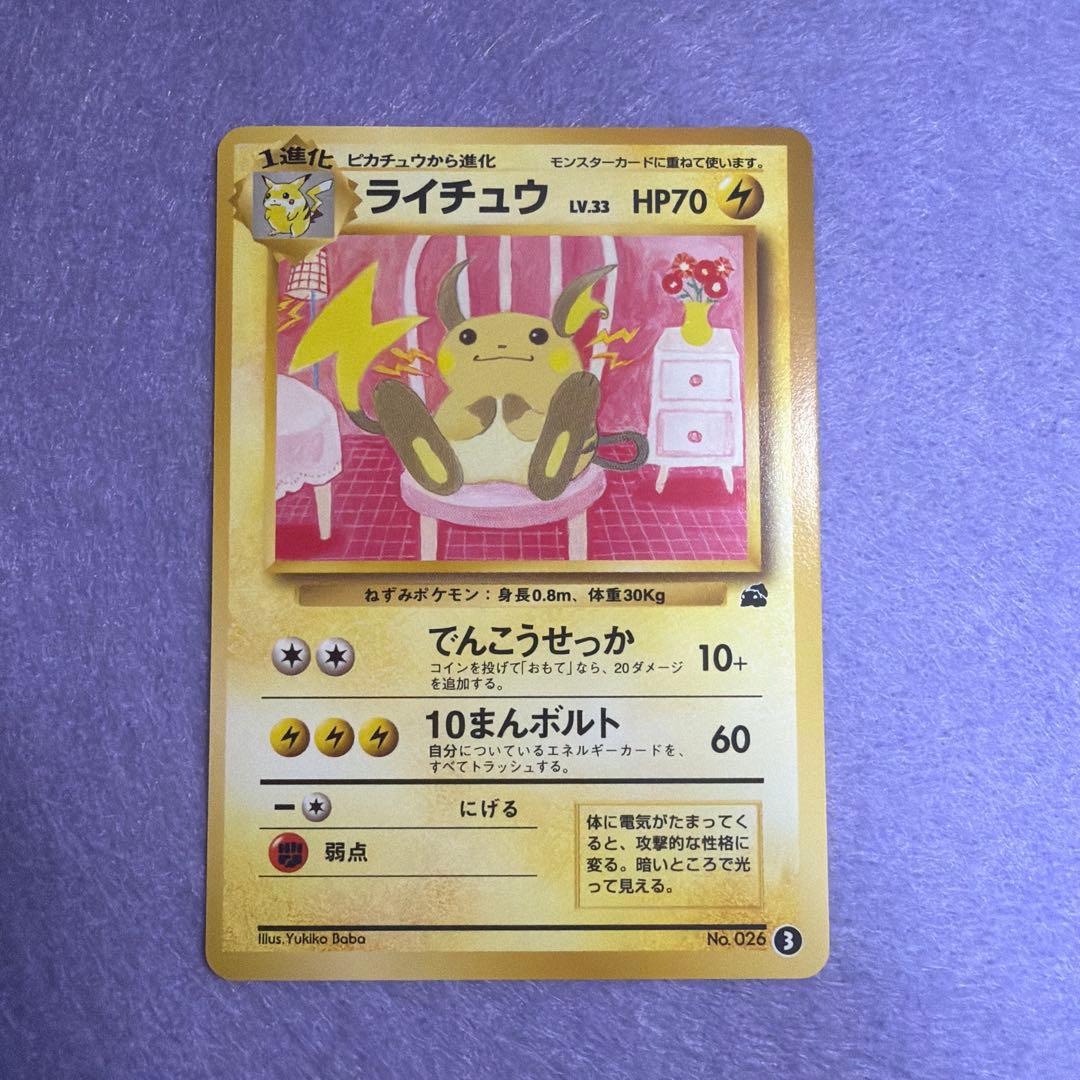 1進化 ピカチュウから進化 モンスターカードに重ねて使います。
ライチュウ LV.33 HP70
ねずみポケモン：身長0.8m、体重30Kg
でんこうせっか 10+
コインを投げて「おもて」なら、20ダメージ
を追加する。
10まんボルト 60
自分についているエネルギーカードを、
すべてトラッシュする。
ー にげる
弱点
体に電気がたまってく
ると、攻撃的な性格に
変る。暗いところで光
って見える。
Illus.Yukiko Baba No. 026 3